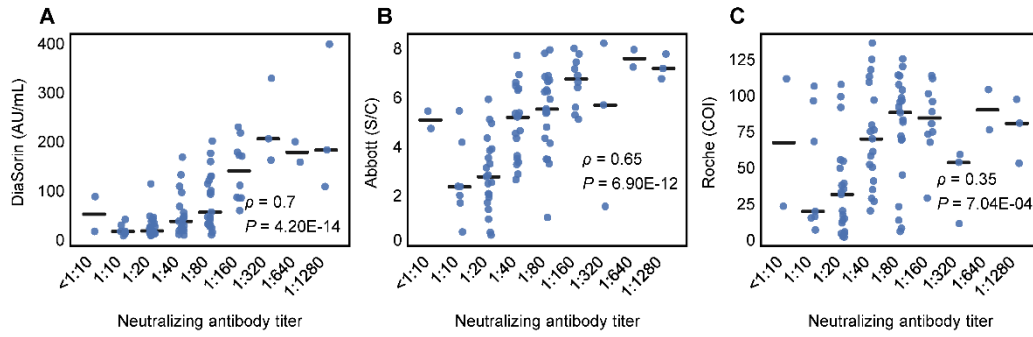 A
DiaSorin (AU/mL)
400
300
200
100
0
ρ = 0.7
P = 4.20E-14
<1:10
1:10
1:20
1:40
1:80
1:160
1:320
1:640
1:1280
Neutralizing antibody titer
B
Abbott (S/C)
8
6
4
2
0
ρ = 0.65
P = 6.90E-12
<1:10
1:10
1:20
1:40
1:80
1:160
1:320
1:640
1:1280
Neutralizing antibody titer
C
Roche (COI)
125
100
75
50
25
0
ρ = 0.35
P = 7.04E-04
<1:10
1:10
1:20
1:40
1:80
1:160
1:320
1:640
1:1280
Neutralizing antibody titer